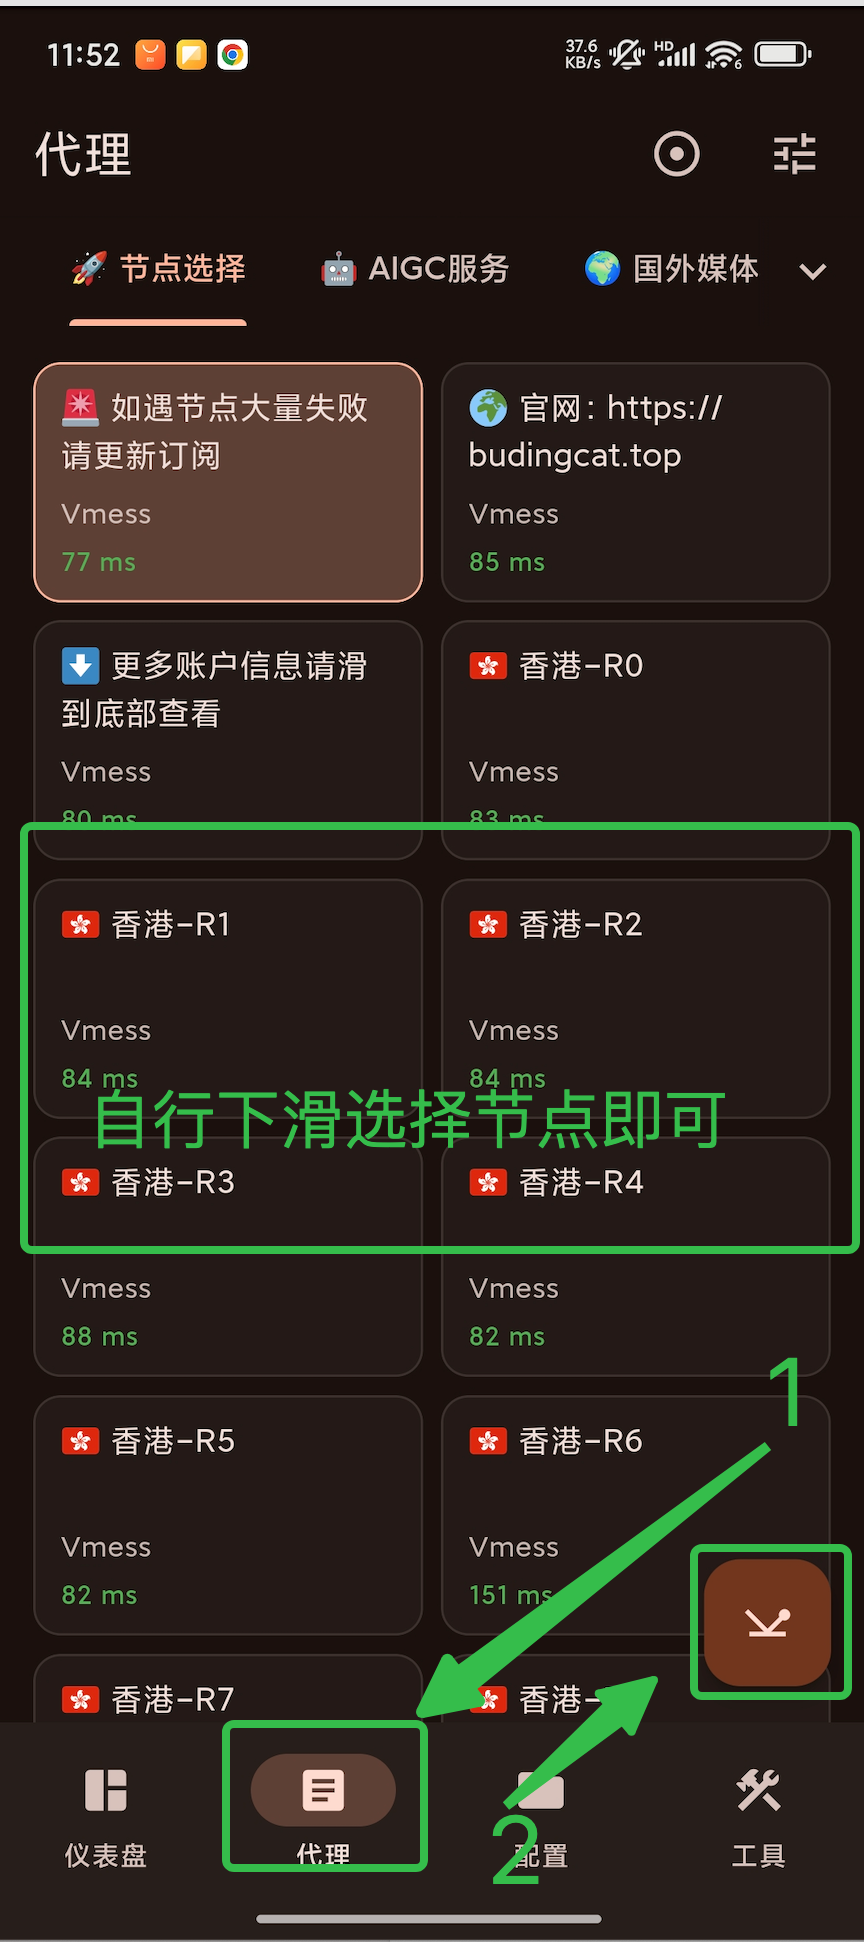 11:52
37.6
KB/s
HD
6
代理
节点选择
AIGC服务
国外媒体
如遇节点大量失败
请更新订阅
Vmess
77 ms
官网: https://
budingcat.top
Vmess
85 ms
更多账户信息请滑
到底部查看
Vmess
80 ms
香港-R0
Vmess
83 ms
香港-R1
Vmess
84 ms
香港-R2
Vmess
84 ms
自行下滑选择节点即可
香港-R3
Vmess
88 ms
香港-R4
Vmess
82 ms
1
香港-R5
Vmess
82 ms
香港-R6
Vmess
151 ms
香港-R7
香港-
仪表盘
代理
2
配置
工具